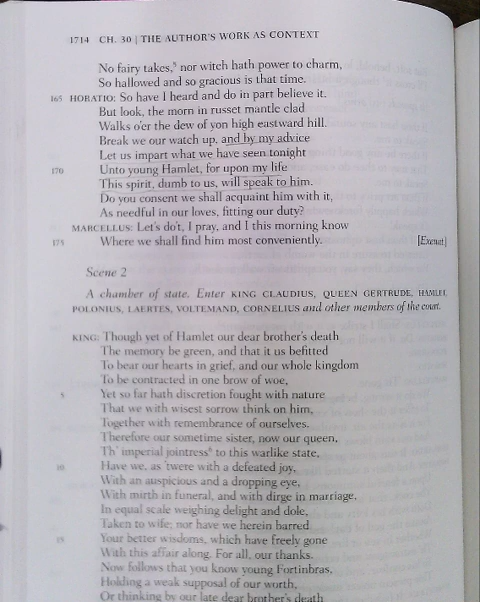 1714 CH. 30 | THE AUTHOR'S WORK AS CONTEXT
No fairy takes,⁵ nor witch hath power to charm,
So hallowed and so gracious is that time.
165 HORATIO: So have I heard and do in part believe it.
But look, the morn in russet mantle clad
Walks o'er the dew of yon high eastward hill.
Break we our watch up, and by my advice
Let us impart what we have seen tonight
170 Unto young Hamlet, for upon my life
This spirit, dumb to us, will speak to him.
Do you consent we shall acquaint him with it,
As needful in our loves, fitting our duty?
MARCELLUS: Let's do't, I pray, and I this morning know
175 Where we shall find him most conveniently. [Exeunt]
Scene 2
A chamber of state. Enter KING CLAUDIUS, QUEEN GERTRUDE, HAMLET,
POLONIUS, LAERTES, VOLTEMAND, CORNELIUS and other members of the court.
KING: Though yet of Hamlet our dear brother's death
The memory be green, and that it us befitted
To bear our hearts in grief, and our whole kingdom
To be contracted in one brow of woe,
5 Yet so far hath discretion fought with nature
That we with wisest sorrow think on him,
Together with remembrance of ourselves.
Therefore our sometime sister, now our queen,
Th' imperial jointress⁶ to this warlike state,
10 Have we, as 'twere with a defeated joy,
With an auspicious and a dropping eye,
With mirth in funeral, and with dirge in marriage,
In equal scale weighing delight and dole,
Taken to wife; nor have we herein barred
15 Your better wisdoms, which have freely gone
With this affair along. For all, our thanks.
Now follows that you know young Fortinbras,
Holding a weak supposal of our worth,
Or thinking by our late dear brother's death